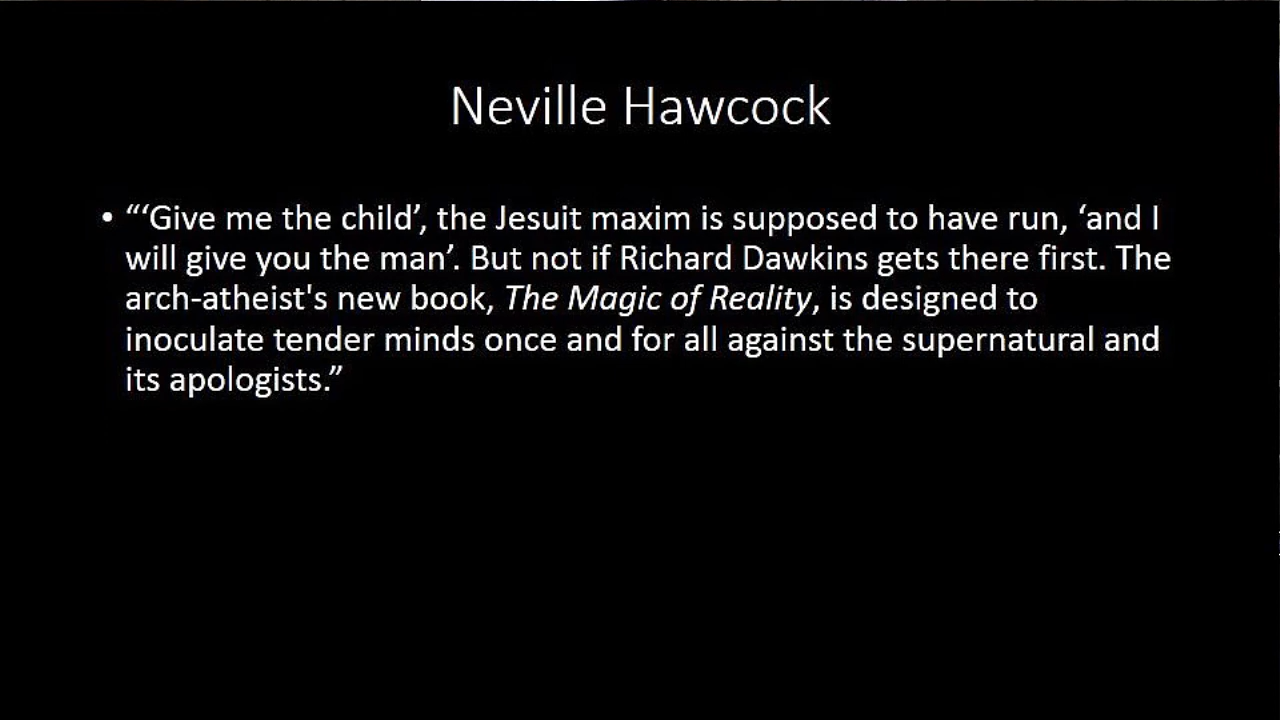 Neville Hawcock
• “‘Give me the child’, the Jesuit maxim is supposed to have run, ‘and I
will give you the man’. But not if Richard Dawkins gets there first. The
arch-atheist's new book, The Magic of Reality, is designed to
inoculate tender minds once and for all against the supernatural and
its apologists.”